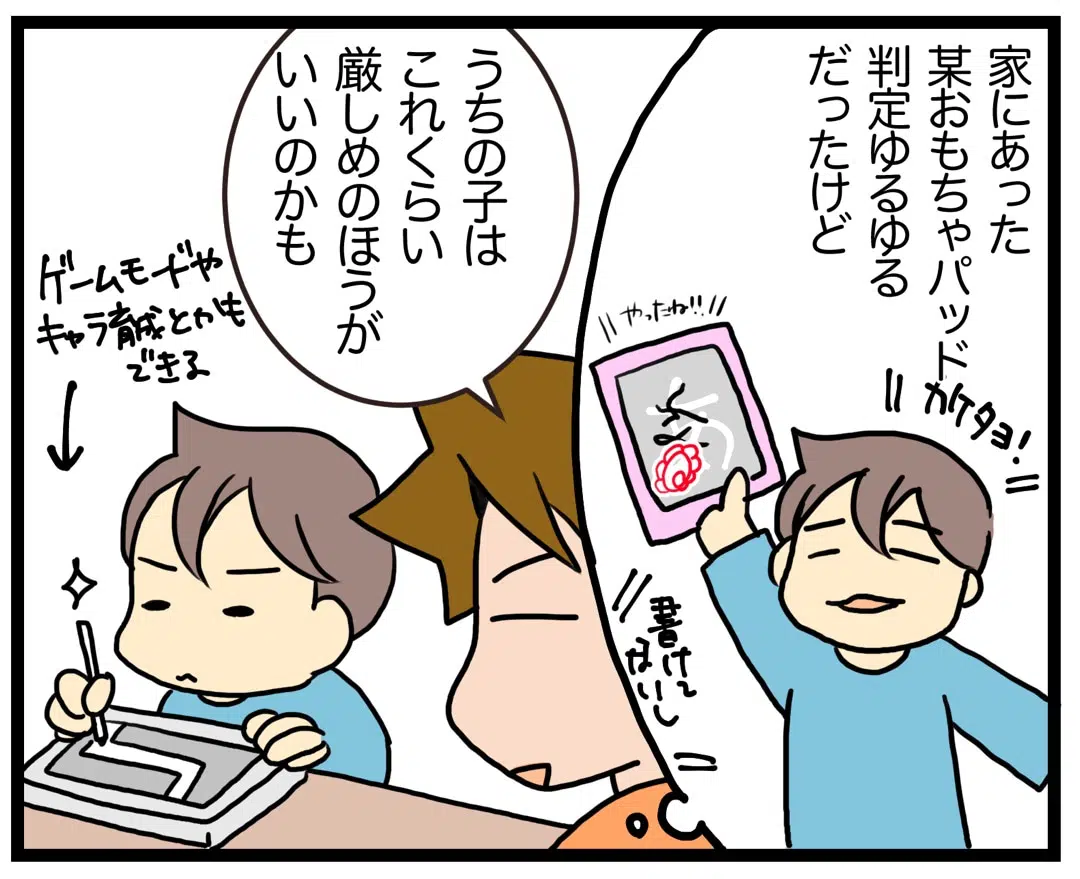 家にあった
某おもちゃパッド
判定ゆるゆる
だったけど
やったね!!
あ
カケタヨ!
書けて
ないし
うちの子は
これくらい
厳しめのほうが
いいのかも
ゲームモードや
キャラ育成とかも
できる